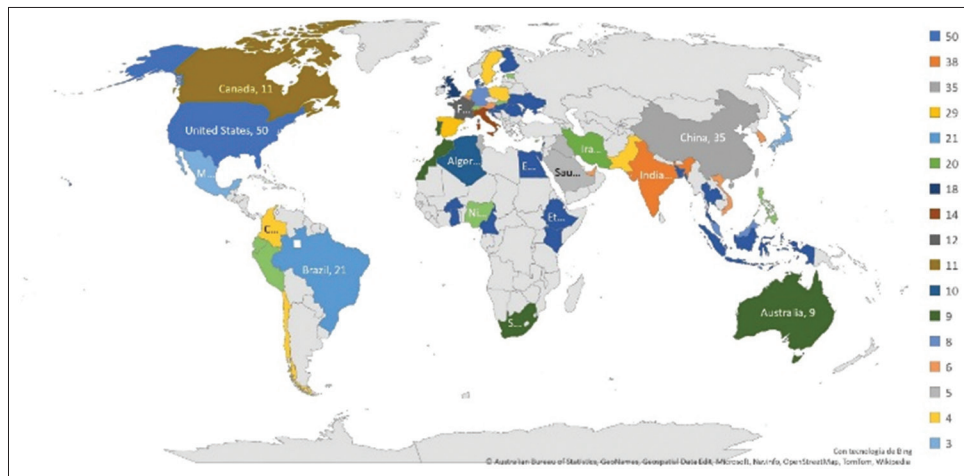 Canada, 11
United States, 50
M...
C...
Brazil, 21
F...
Alger...
E...
Sau...
Ira...
Ni...
Et...
S...
India...
China, 35
Australia, 9
50
38
35
29
21
20
18
14
12
11
10
9
8
6
5
4
3
Con tecnología de Bing
© Australian Bureau of Statistics, GeoNames, Geospatial Data Edit, Microsoft, Navinfo, OpenStreetMap, TomTom, Wikipedia